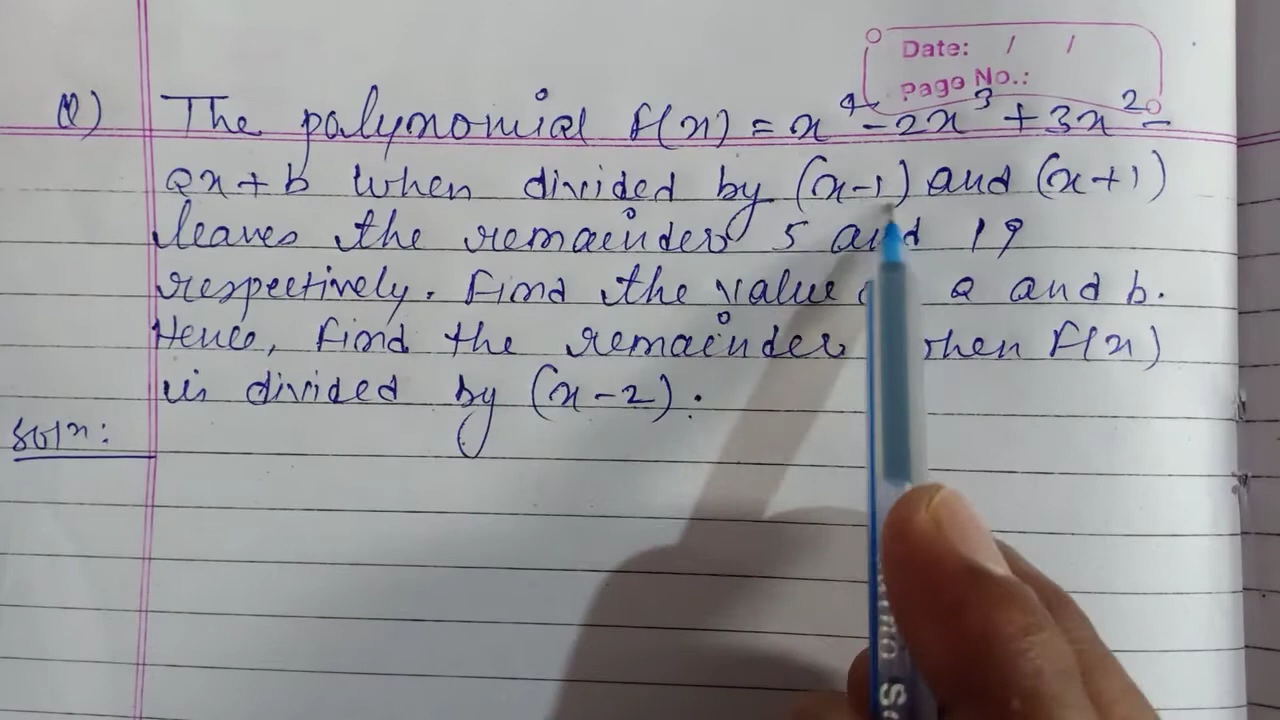 Date: / /
Page No.:
Q) The polynomial f(x) = x⁴ - 2x³ + 3x² -
ax + b when divided by (x-1) and (x+1)
leaves the remainders 5 and 19
respectively. Find the value a and b.
Hence, find the remainder when f(x)
is divided by (x-2).
Soln: